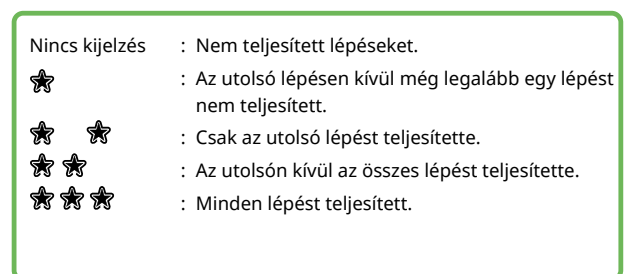 Nincs kijelzés : Nem teljesített lépéseket.
: Az utolsó lépésen kívül még legalább egy lépést
nem teljesített.
: Csak az utolsó lépést teljesítette.
: Az utolsón kívül az összes lépést teljesítette.
: Minden lépést teljesített.